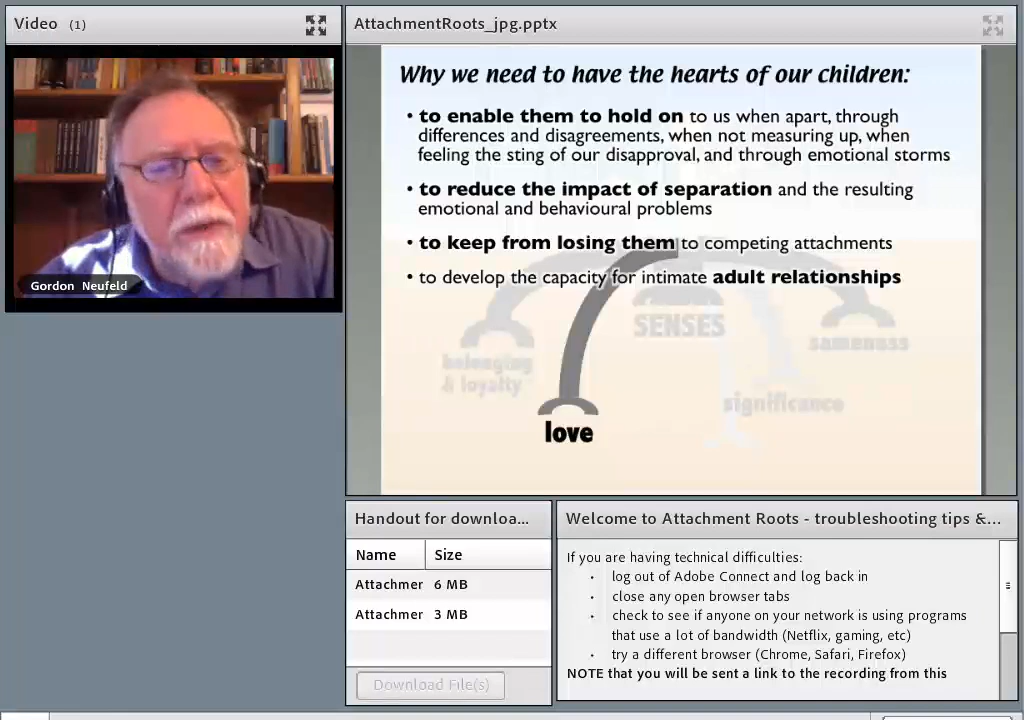 Video (1)
Gordon Neufeld
AttachmentRoots_jpg.pptx
Why we need to have the hearts of our children:
• to enable them to hold on to us when apart, through
differences and disagreements, when not measuring up, when
feeling the sting of our disapproval, and through emotional storms
• to reduce the impact of separation and the resulting
emotional and behavioural problems
• to keep from losing them to competing attachments
• to develop the capacity for intimate adult relationships
SENSES
sameness
belonging
& loyalty
significance
love
Handout for downloa...
Name Size
Attachmer 6 MB
Attachmer 3 MB
Download File(s)
Welcome to Attachment Roots - troubleshooting tips &...
If you are having technical difficulties:
• log out of Adobe Connect and log back in
• close any open browser tabs
• check to see if anyone on your network is using programs
that use a lot of bandwidth (Netflix, gaming, etc)
• try a different browser (Chrome, Safari, Firefox)
NOTE that you will be sent a link to the recording from this